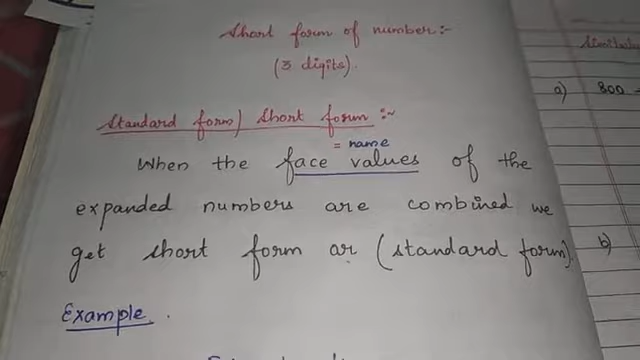 Short form of number:-
(3 digits).
Standard form) Short form :~
= name
When the face values of the
expanded numbers are combined we
get short form or (standard form).
Example.
a) 800
b)